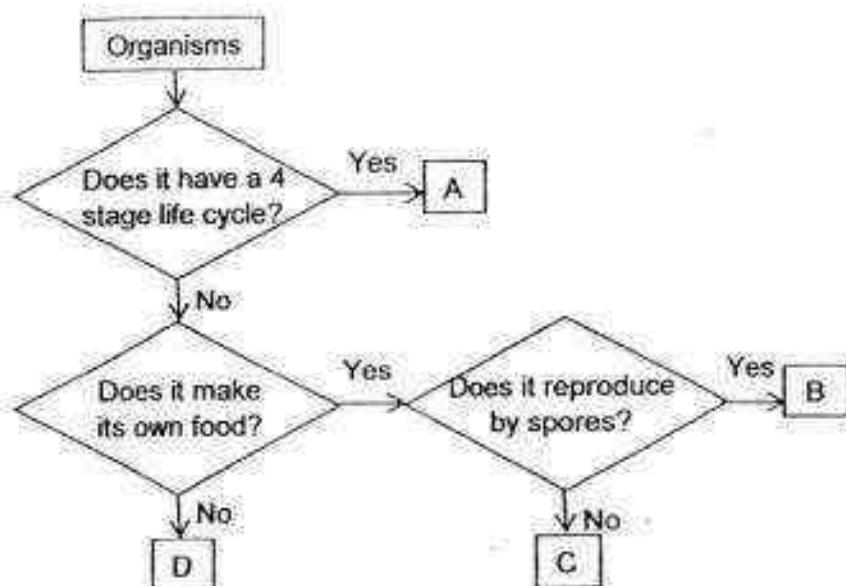 Organisms
Does it have a 4
stage life cycle?
Yes
A
No
Does it make
its own food?
Yes
Does it reproduce
by spores?
Yes
B
No
D
No
C